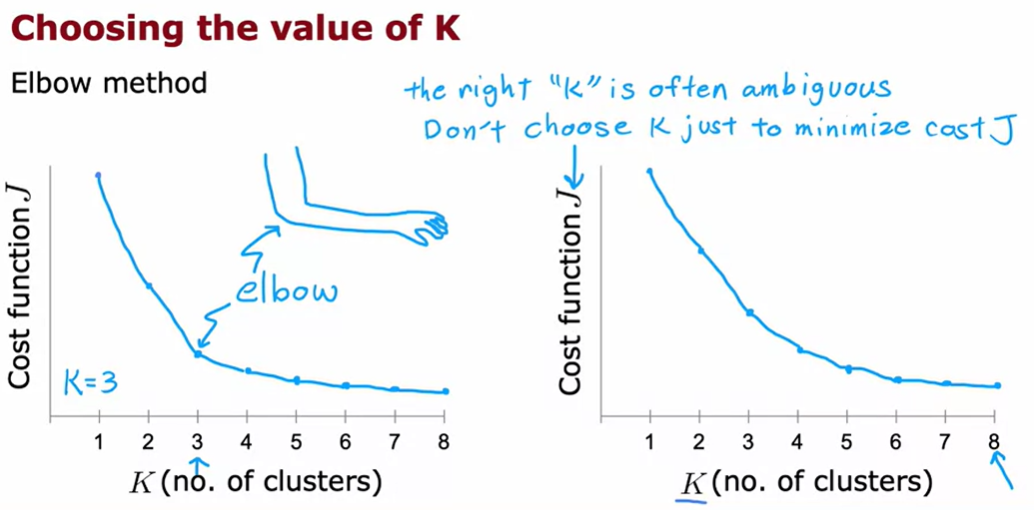 Choosing the value of K
Elbow method
the right "K" is often ambiguous
Don't choose K just to minimize cost J
Cost function J
elbow
K=3
1 2 3 4 5 6 7 8
K (no. of clusters)
Cost function J
1 2 3 4 5 6 7 8
K (no. of clusters)